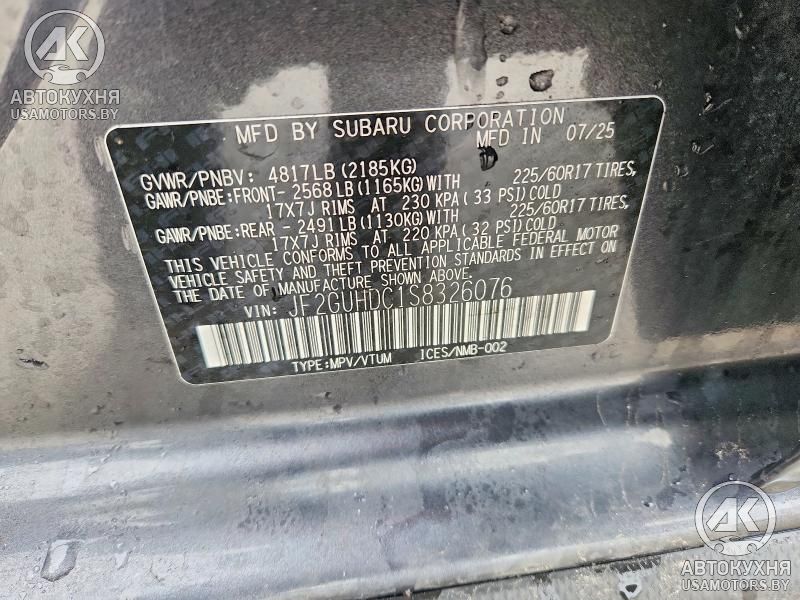 AK
АВТОКУХНЯ
USAMOTORS.BY
MFD BY SUBARU CORPORATION
MFD IN 07/25
GVWR/PNBV: 4817LB (2185KG)
GAWR/PNBE:FRONT- 2568LB (1165KG)WITH 225/60R17 TIRES,
17X7J RIMS AT 230 KPA (33 PSI) COLD
GAWR/PNBE:REAR - 2491LB (1130KG)WITH 225/60R17 TIRES,
17X7J RIMS AT 220 KPA (32 PSI) COLD
THIS VEHICLE CONFORMS TO ALL APPLICABLE FEDERAL MOTOR
VEHICLE SAFETY AND THEFT PREVENTION STANDARDS IN EFFECT ON
THE DATE OF MANUFACTURE SHOWN ABOVE.
VIN: JF2GUHDC1S8326076
TYPE:MPV/VTUM ICES/NMB-002
AK
АВТОКУХНЯ
USAMOTORS.BY